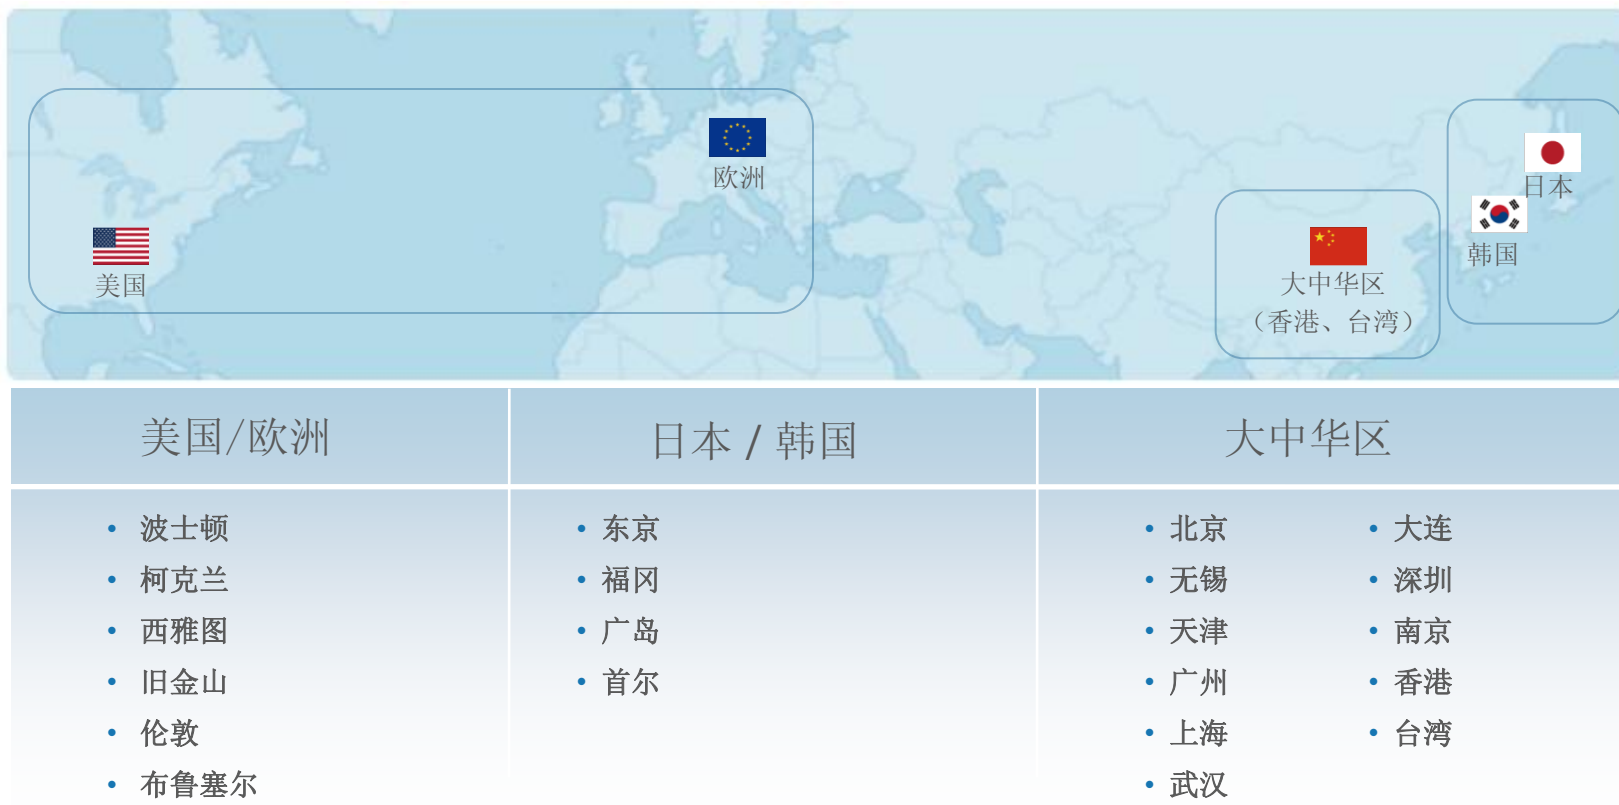 欧洲
美国
日本
韩国
大中华区
（香港、台湾）
美国/欧洲
日本 / 韩国
大中华区
• 波士顿
• 柯克兰
• 西雅图
• 旧金山
• 伦敦
• 布鲁塞尔
• 东京
• 福冈
• 广岛
• 首尔
• 北京
• 无锡
• 天津
• 广州
• 上海
• 武汉
• 大连
• 深圳
• 南京
• 香港
• 台湾